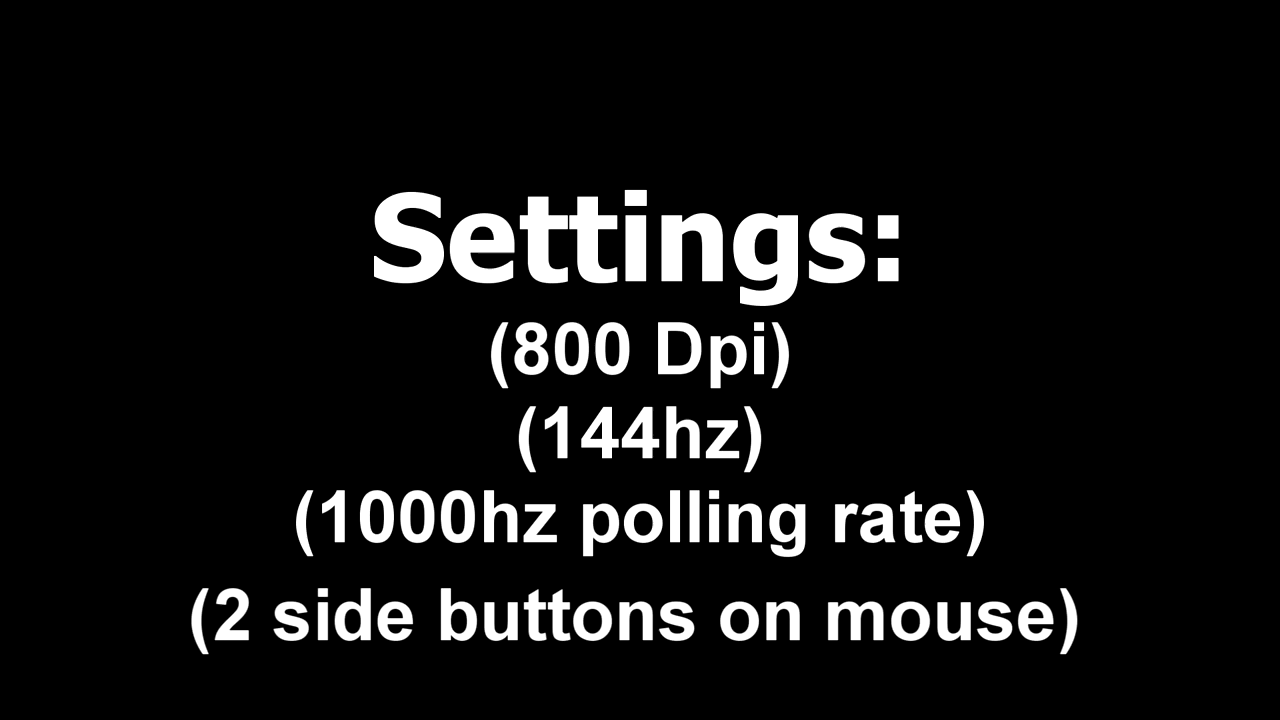 Settings:
(800 Dpi)
(144hz)
(1000hz polling rate)
(2 side buttons on mouse)